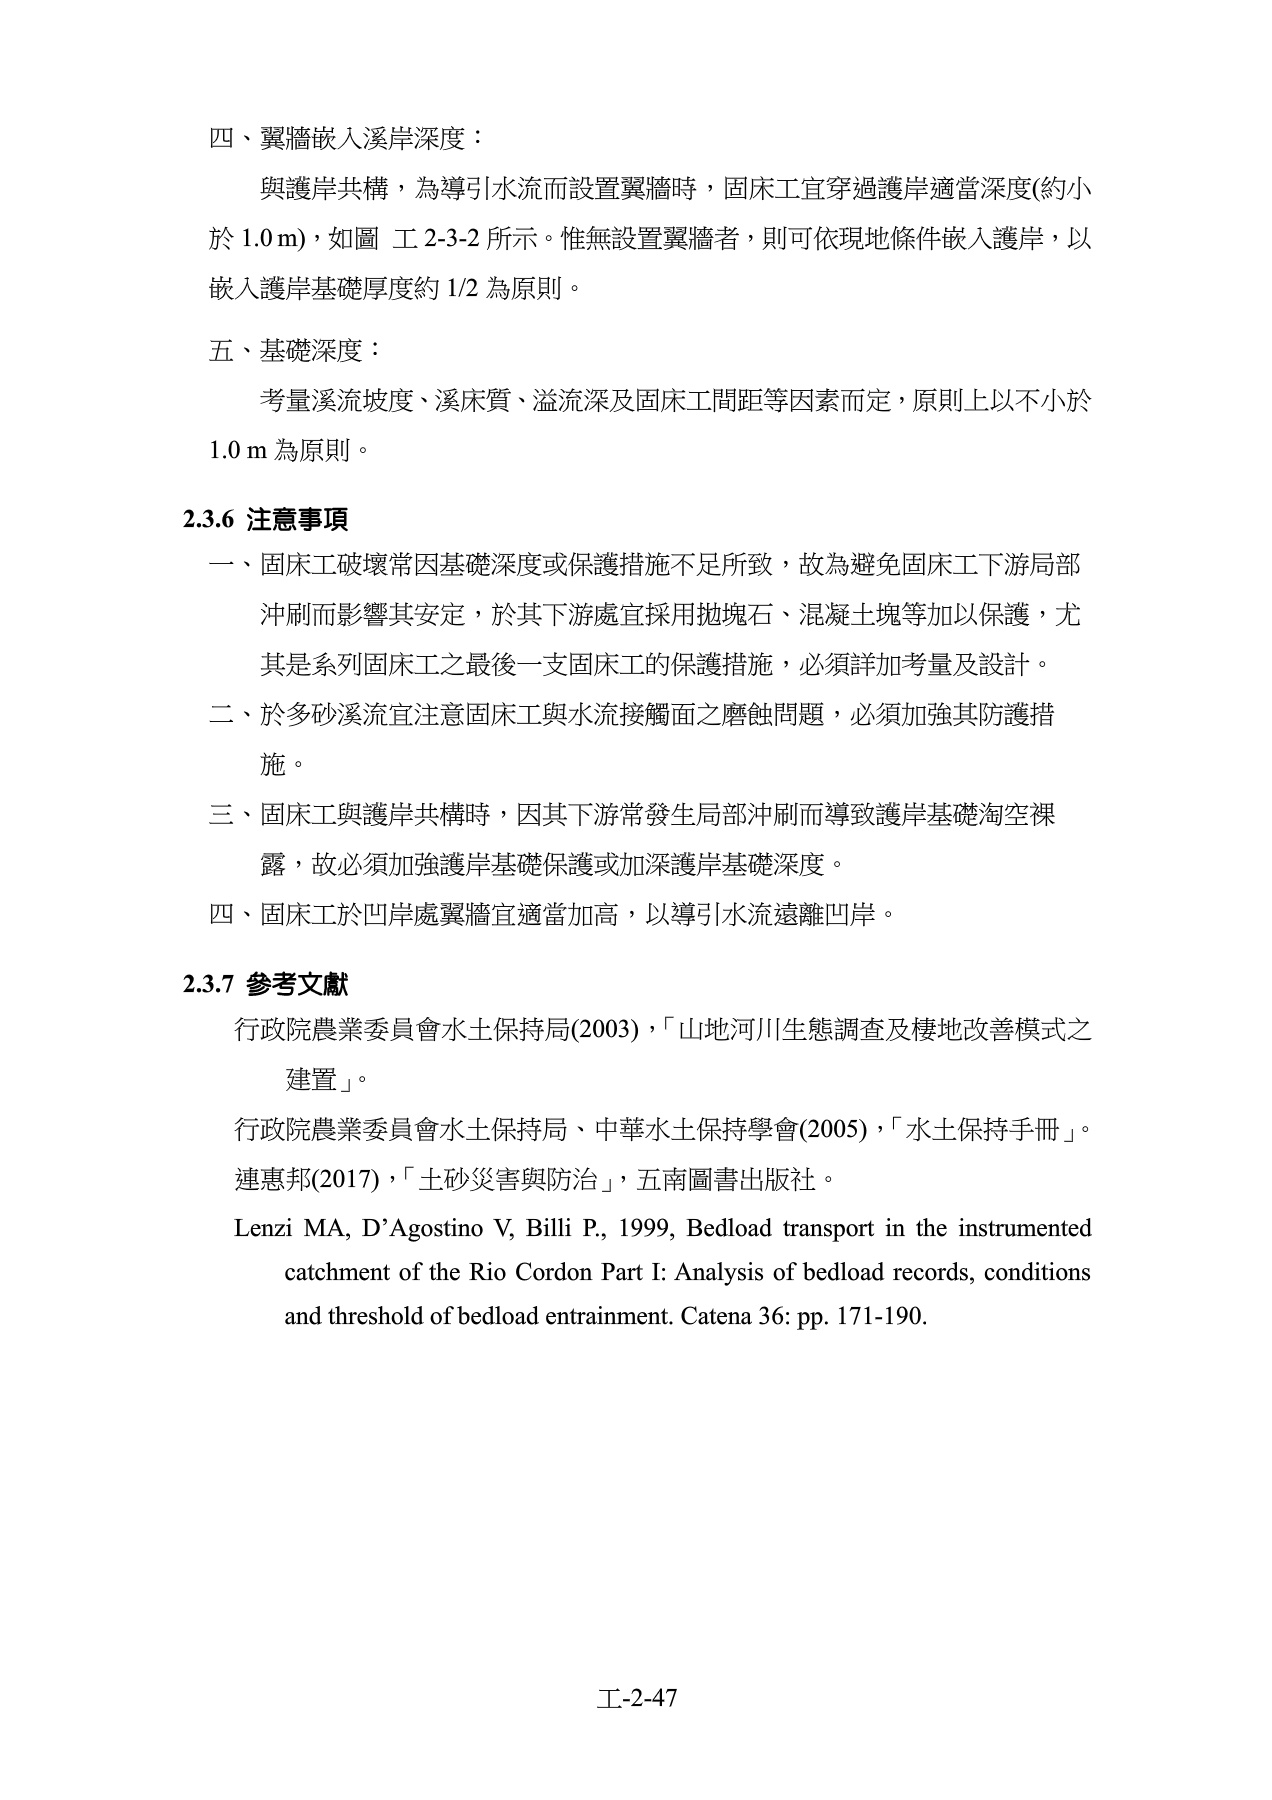 四、翼牆嵌入溪岸深度：
與護岸共構，為導引水流而設置翼牆時，固床工宜穿過護岸適當深度(約小
於 1.0 m)，如圖 工 2-3-2 所示。惟無設置翼牆者，則可依現地條件嵌入護岸，以
嵌入護岸基礎厚度約 1/2 為原則。
五、基礎深度：
考量溪流坡度、溪床質、溢流深及固床工間距等因素而定，原則上以不小於
1.0 m 為原則。
2.3.6 注意事項
一、固床工破壞常因基礎深度或保護措施不足所致，故為避免固床工下游局部
沖刷而影響其安定，於其下游處宜採用拋塊石、混凝土塊等加以保護，尤
其是系列固床工之最後一支固床工的保護措施，必須詳加考量及設計。
二、於多砂溪流宜注意固床工與水流接觸面之磨蝕問題，必須加強其防護措
施。
三、固床工與護岸共構時，因其下游常發生局部沖刷而導致護岸基礎淘空裸
露，故必須加強護岸基礎保護或加深護岸基礎深度。
四、固床工於凹岸處翼牆宜適當加高，以導引水流遠離凹岸。
2.3.7 參考文獻
行政院農業委員會水土保持局(2003)，「山地河川生態調查及棲地改善模式之
建置」。
行政院農業委員會水土保持局、中華水土保持學會(2005)，「水土保持手冊」。
連惠邦(2017)，「土砂災害與防治」，五南圖書出版社。
Lenzi MA, D’Agostino V, Billi P., 1999, Bedload transport in the instrumented
catchment of the Rio Cordon Part I: Analysis of bedload records, conditions
and threshold of bedload entrainment. Catena 36: pp. 171-190.
工-2-47